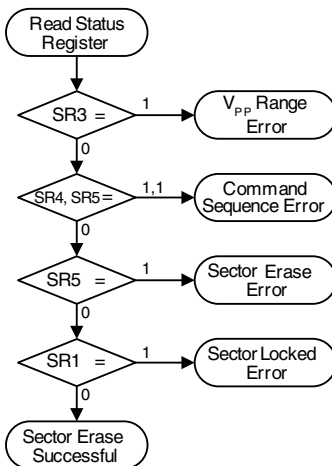 Read Status
Register
SR3 =
1
V_PP Range
Error
0
SR4, SR5=
1,1
Command
Sequence Error
0
SR5 =
1
Sector Erase
Error
0
SR1 =
1
Sector Locked
Error
0
Sector Erase
Successful